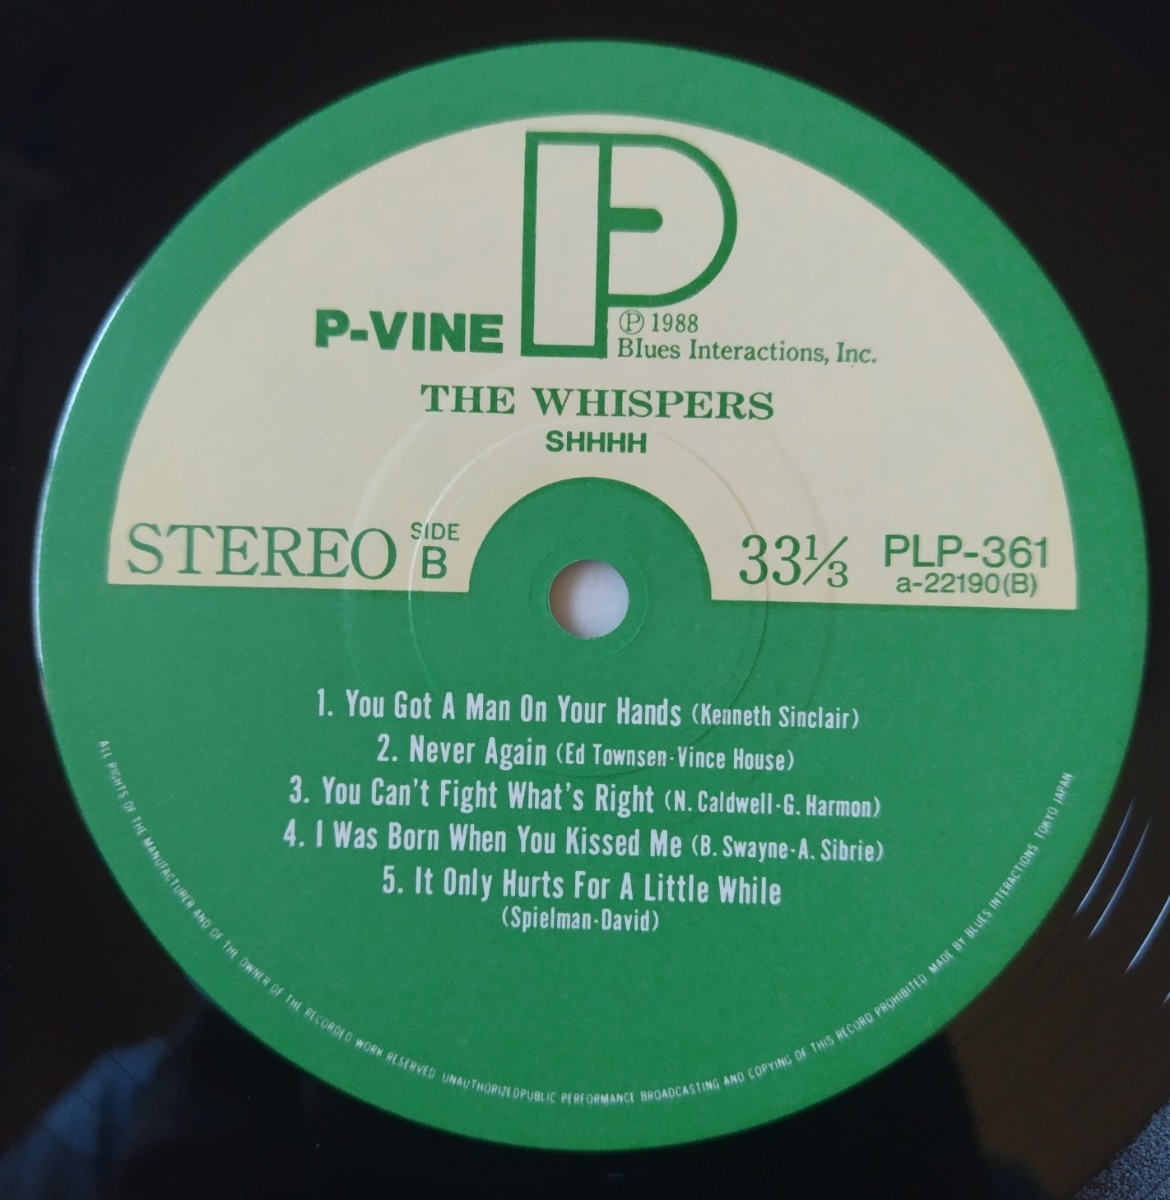 P-VINE
Ⓟ 1988
Blues Interactions, Inc.
THE WHISPERS
SHHHH
STEREO
SIDE
B
33⅓
PLP-361
a-22190(B)
1. You Got A Man On Your Hands (Kenneth Sinclair)
2. Never Again (Ed Townsen-Vince House)
3. You Can't Fight What's Right (N. Caldwell-G. Harmon)
4. I Was Born When You Kissed Me (B. Swayne-A. Sibrie)
5. It Only Hurts For A Little While
(Spielman-David)
ALL RIGHTS OF THE MANUFACTURER AND OF THE OWNER OF THE RECORDED WORK RESERVED UNAUTHORIZEDPUBLIC PERFORMANCE BROADCASTING AND COPYING OF THIS RECORD PROHIBITED MADE BY BLUES INTERACTIONS TOKYO JAPAN